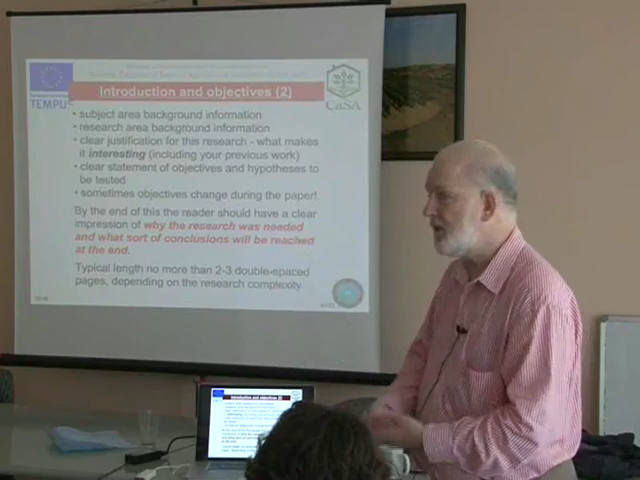 Introduction and objectives (2)
TEMPUS
CaSA
• subject area background information
• research area background information
• clear justification for this research - what makes
it interesting (including your previous work)
• clear statement of objectives and hypotheses to
be tested
• sometimes objectives change during the paper!
By the end of this the reader should have a clear
impression of why the research was needed
and what sort of conclusions will be reached
at the end.
Typical length no more than 2-3 double-spaced
pages, depending on the research complexity
Introduction and objectives (2)